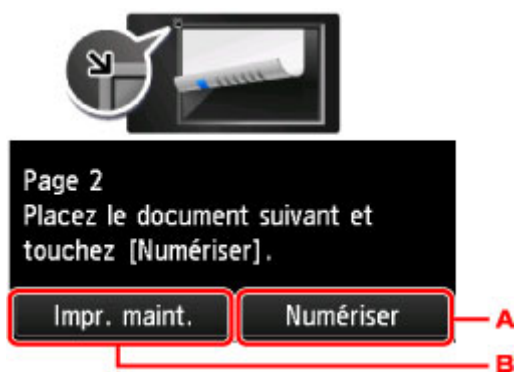 Page 2
Placez le document suivant et
touchez [Numériser].
Impr. maint.
Numériser
A
B